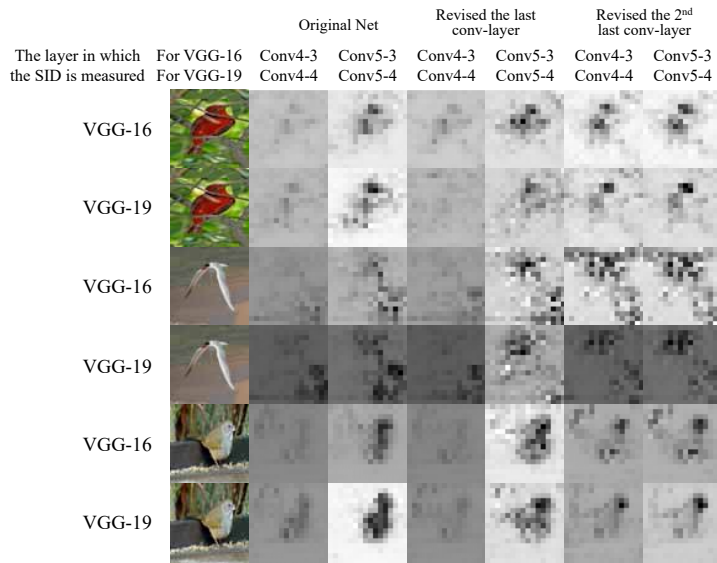 Original Net
Revised the last conv-layer
Revised the 2nd last conv-layer
The layer in which the SID is measured
For VGG-16 Conv4-3 Conv5-3 Conv4-3 Conv5-3 Conv4-3 Conv5-3
For VGG-19 Conv4-4 Conv5-4 Conv4-4 Conv5-4 Conv4-4 Conv5-4
VGG-16
VGG-19
VGG-16
VGG-19
VGG-16
VGG-19